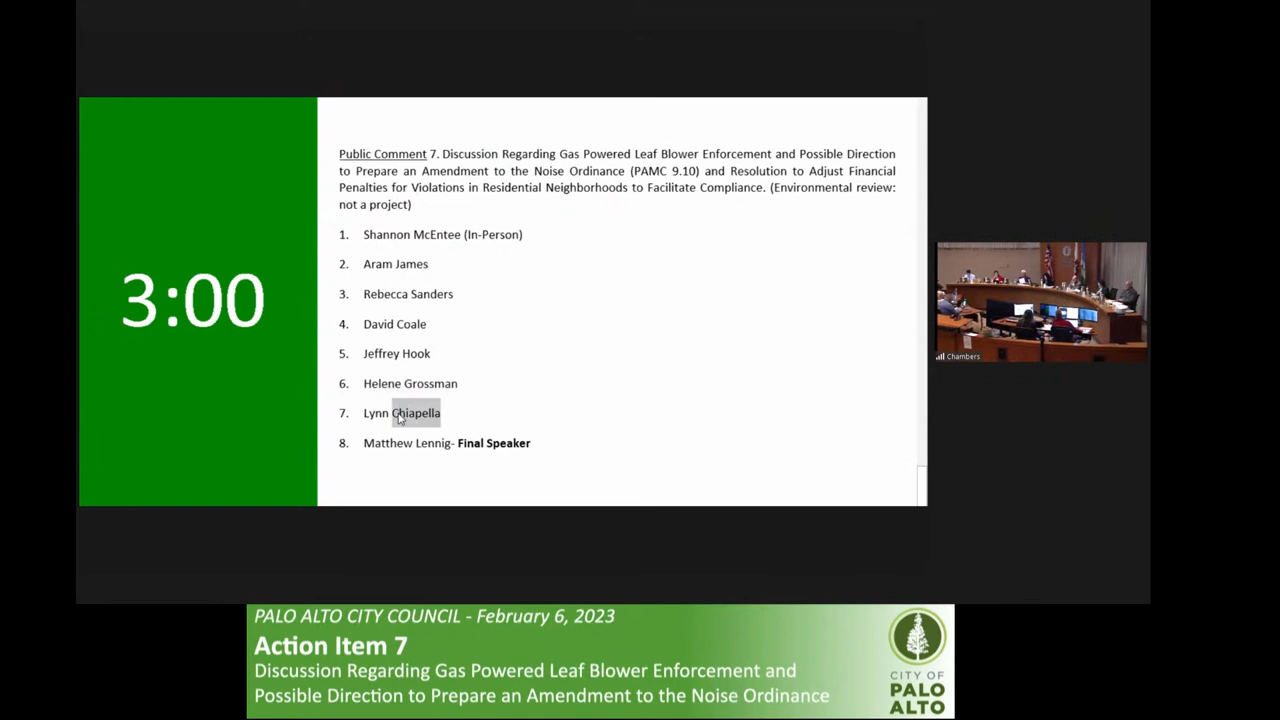 3:00
Public Comment 7. Discussion Regarding Gas Powered Leaf Blower Enforcement and Possible Direction
to Prepare an Amendment to the Noise Ordinance (PAMC 9.10) and Resolution to Adjust Financial
Penalties for Violations in Residential Neighborhoods to Facilitate Compliance. (Environmental review:
not a project)
1. Shannon McEntee (In-Person)
2. Aram James
3. Rebecca Sanders
4. David Coale
5. Jeffrey Hook
6. Helene Grossman
7. Lynn Chiapella
8. Matthew Lennig- Final Speaker
Chambers
PALO ALTO CITY COUNCIL - February 6, 2023
Action Item 7
Discussion Regarding Gas Powered Leaf Blower Enforcement and
Possible Direction to Prepare an Amendment to the Noise Ordinance
CITY OF
PALO
ALTO